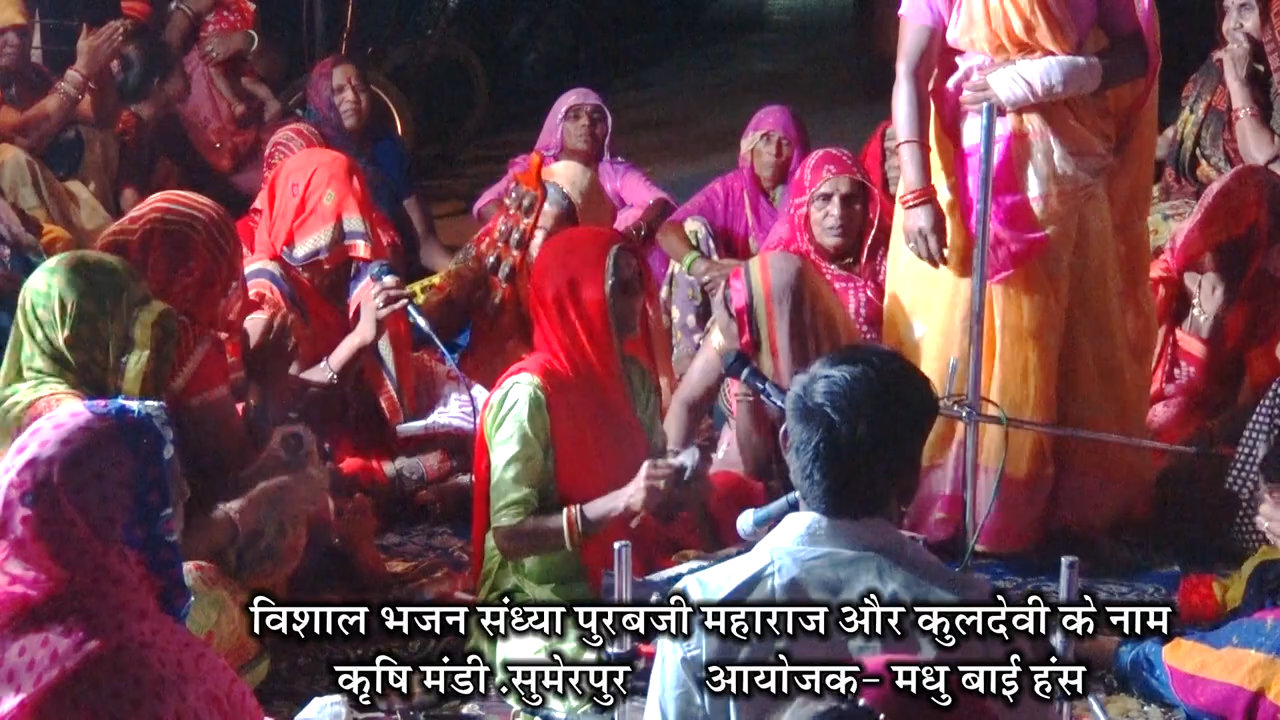 विशाल भजन संध्या पुरबजी महाराज और कुलदेवी के नाम
कृषि मंडी .सुमेरपुर आयोजक- मधु बाई हंस